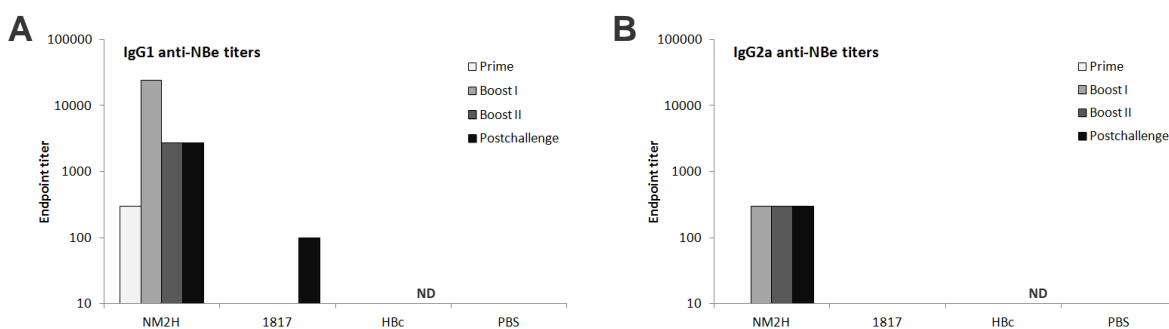 A
IgG1 anti-NBe titers
100000
10000
1000
100
10
Endpoint titer
Prime
Boost I
Boost II
Postchallenge
ND
NM2H 1817 HBc PBS
B
IgG2a anti-NBe titers
100000
10000
1000
100
10
Endpoint titer
Prime
Boost I
Boost II
Postchallenge
ND
NM2H 1817 HBc PBS